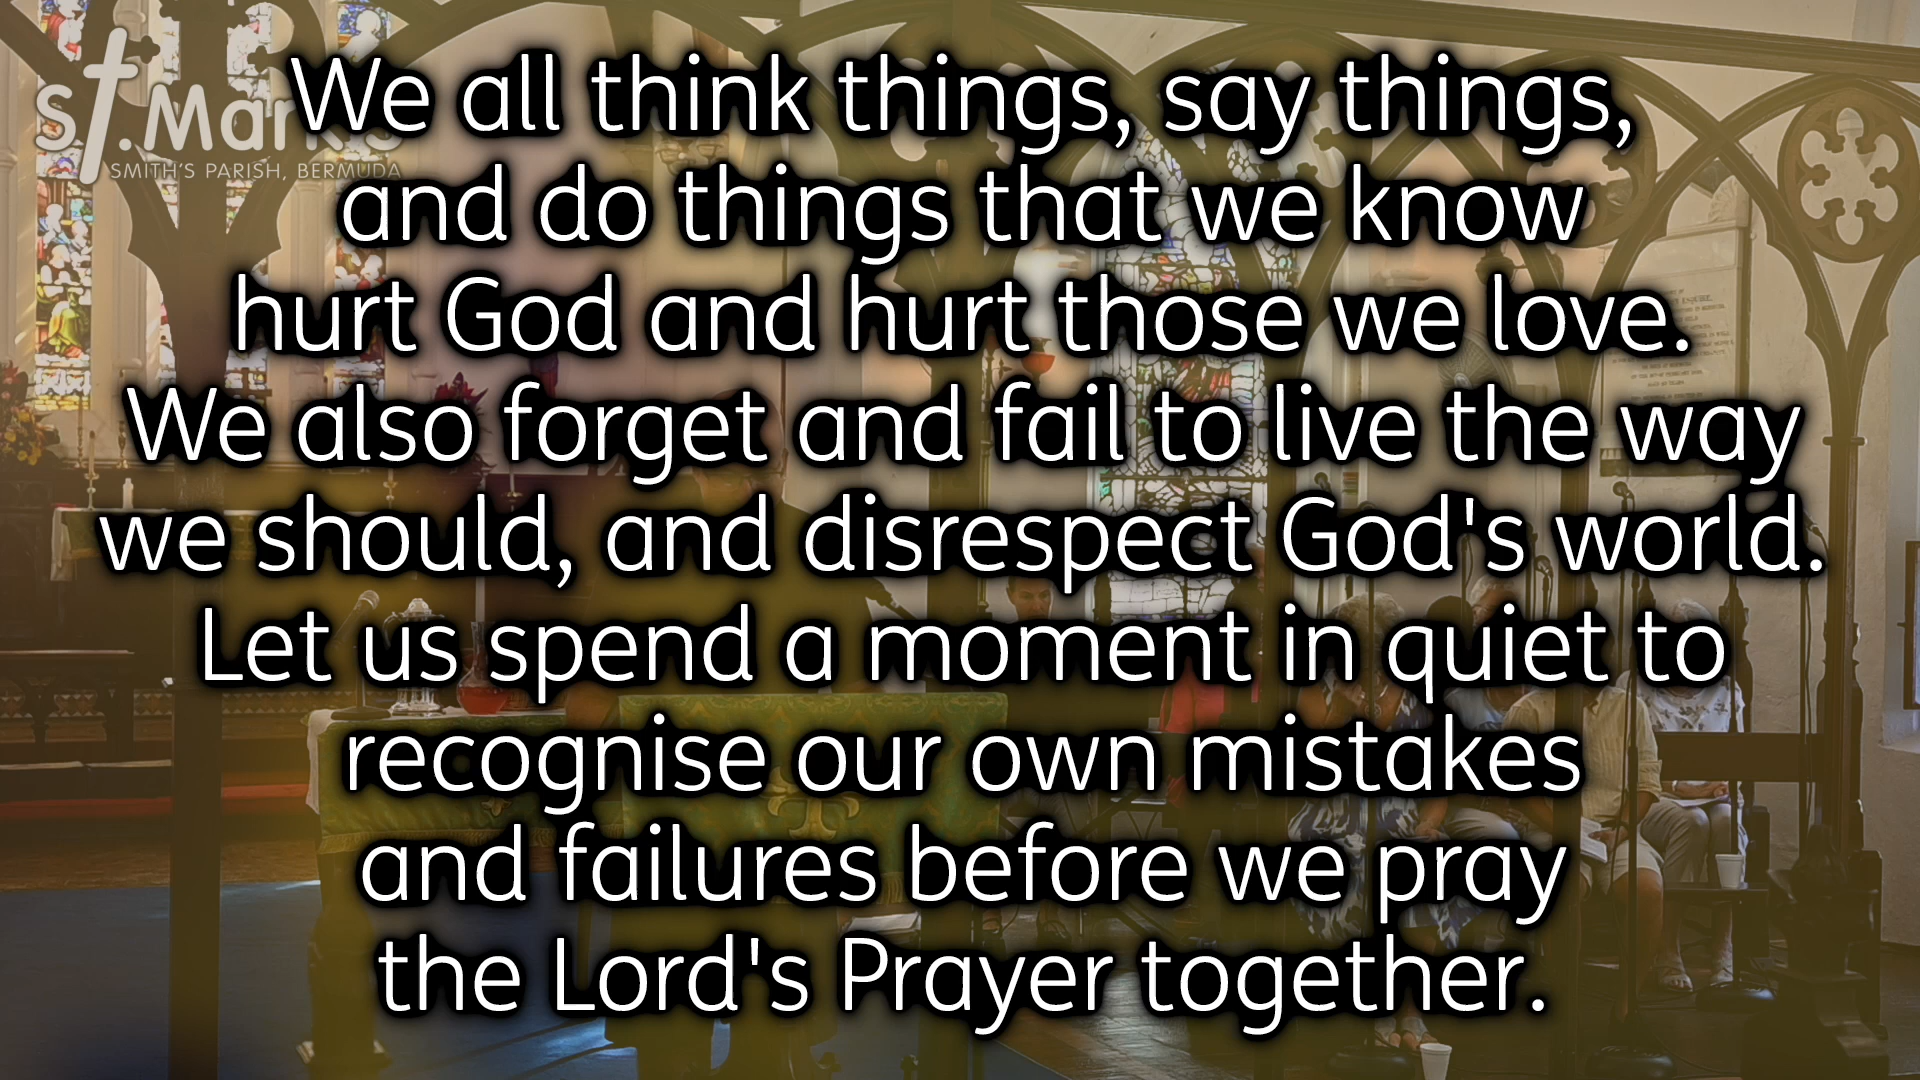 St. Mark's
SMITH'S PARISH, BERMUDA
We all think things, say things,
and do things that we know
hurt God and hurt those we love.
We also forget and fail to live the way
we should, and disrespect God's world.
Let us spend a moment in quiet to
recognise our own mistakes
and failures before we pray
the Lord's Prayer together.